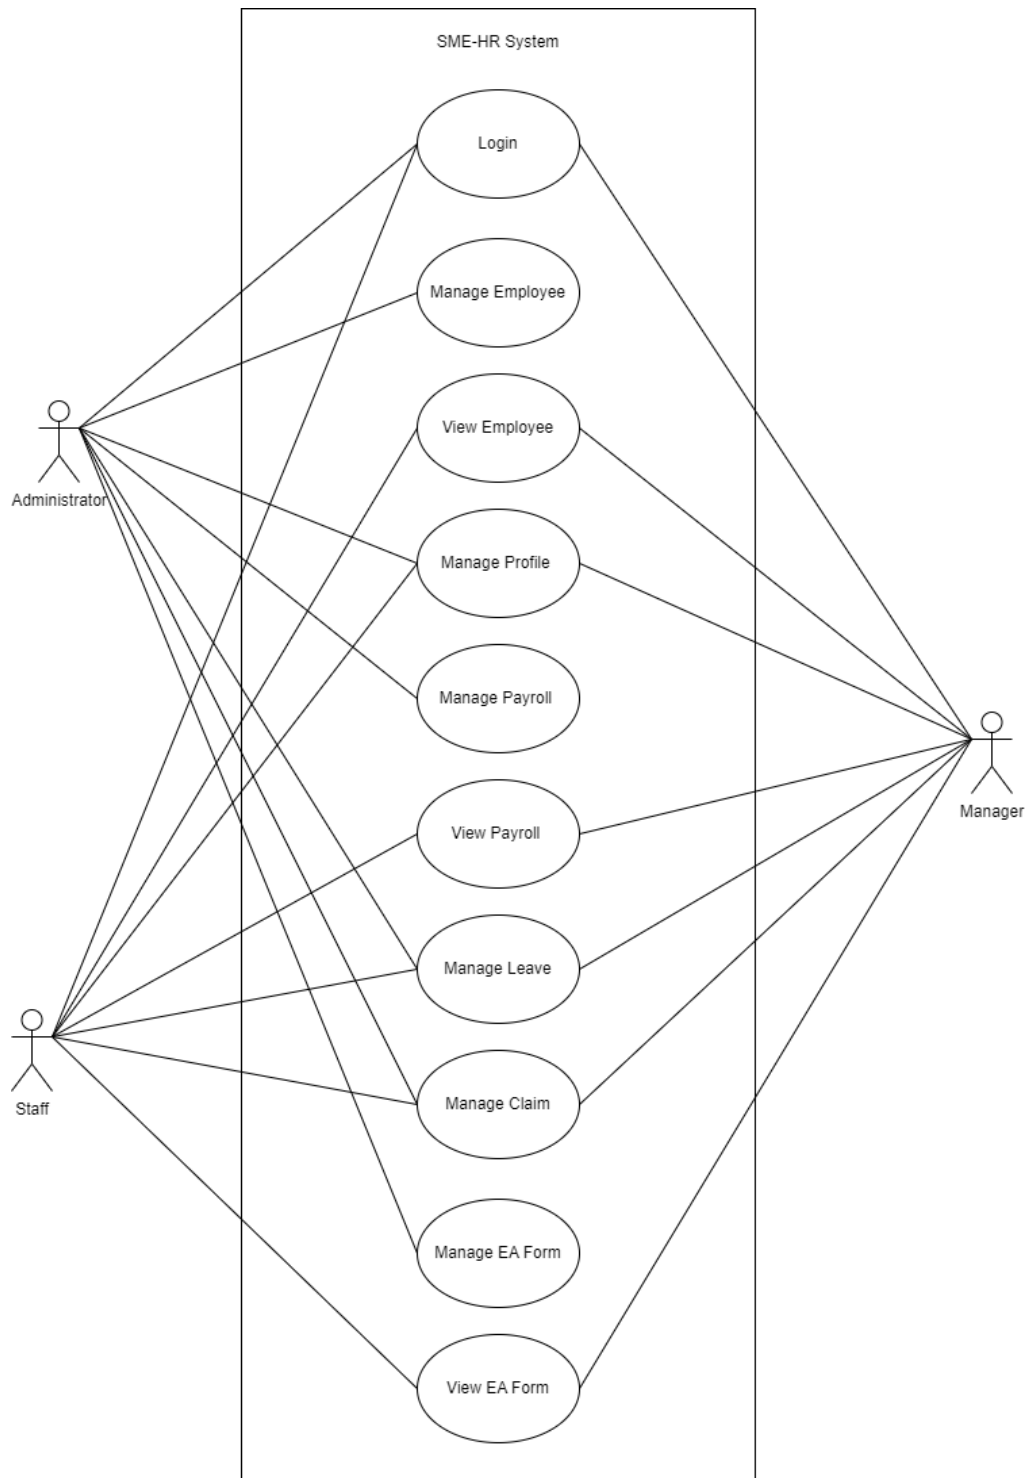 SME-HR System
Login
Manage Employee
View Employee
Administrator
Manage Profile
Manage Payroll
Manager
View Payroll
Manage Leave
Staff
Manage Claim
Manage EA Form
View EA Form